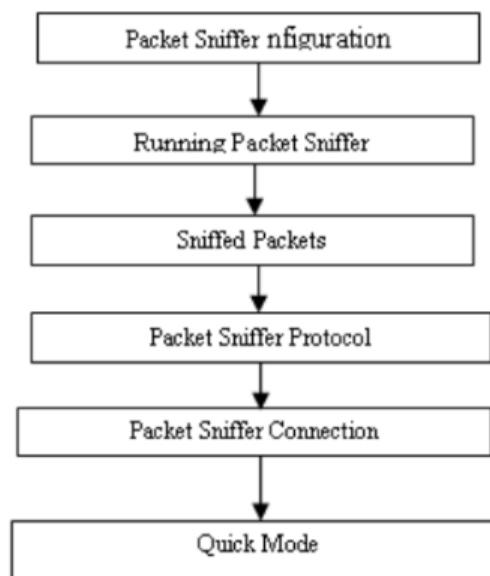 Packet Sniffer nfiguration
Running Packet Sniffer
Sniffed Packets
Packet Sniffer Protocol
Packet Sniffer Connection
Quick Mode